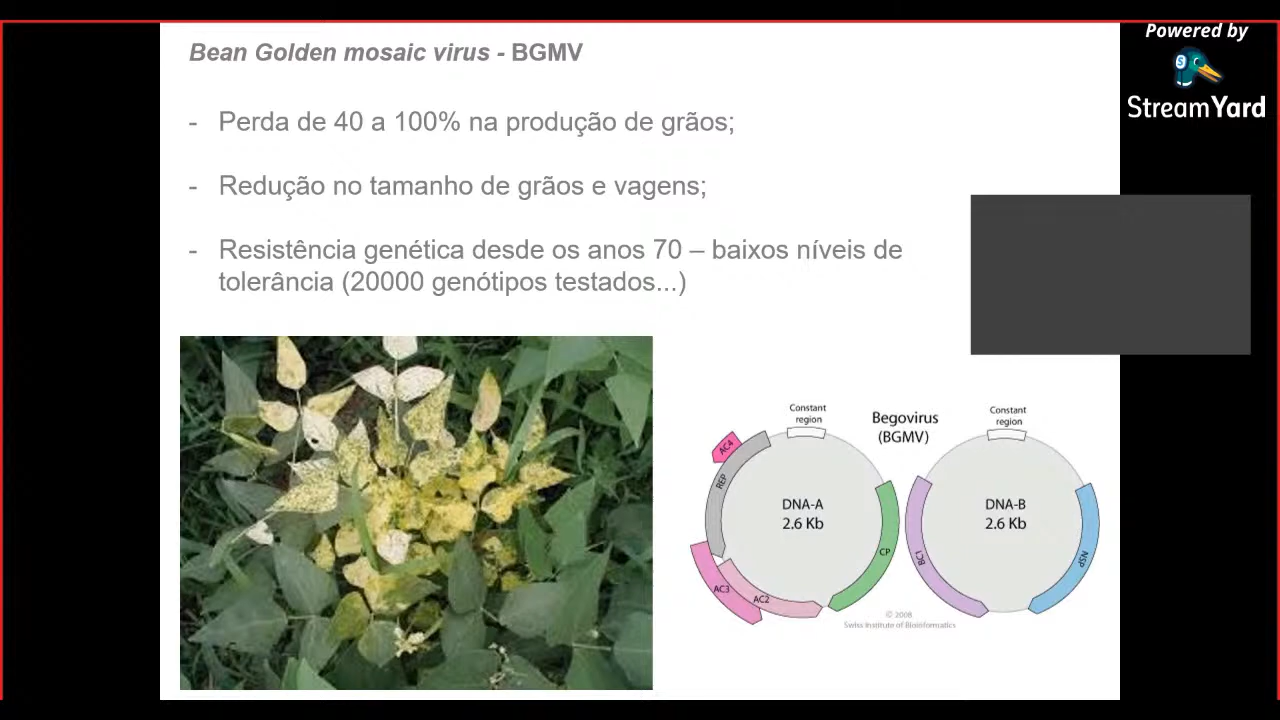 Bean Golden mosaic virus - BGMV
- Perda de 40 a 100% na produção de grãos;
- Redução no tamanho de grãos e vagens;
- Resistência genética desde os anos 70 – baixos níveis de
tolerância (20000 genótipos testados...)
Powered by
StreamYard
Constant
region
Begovirus
(BGMV)
Constant
region
AC4
REP
DNA-A
2.6 Kb
CP
AC3
AC2
BC1
DNA-B
2.6 Kb
NSP
© 2008
Swiss Institute of Bioinformatics